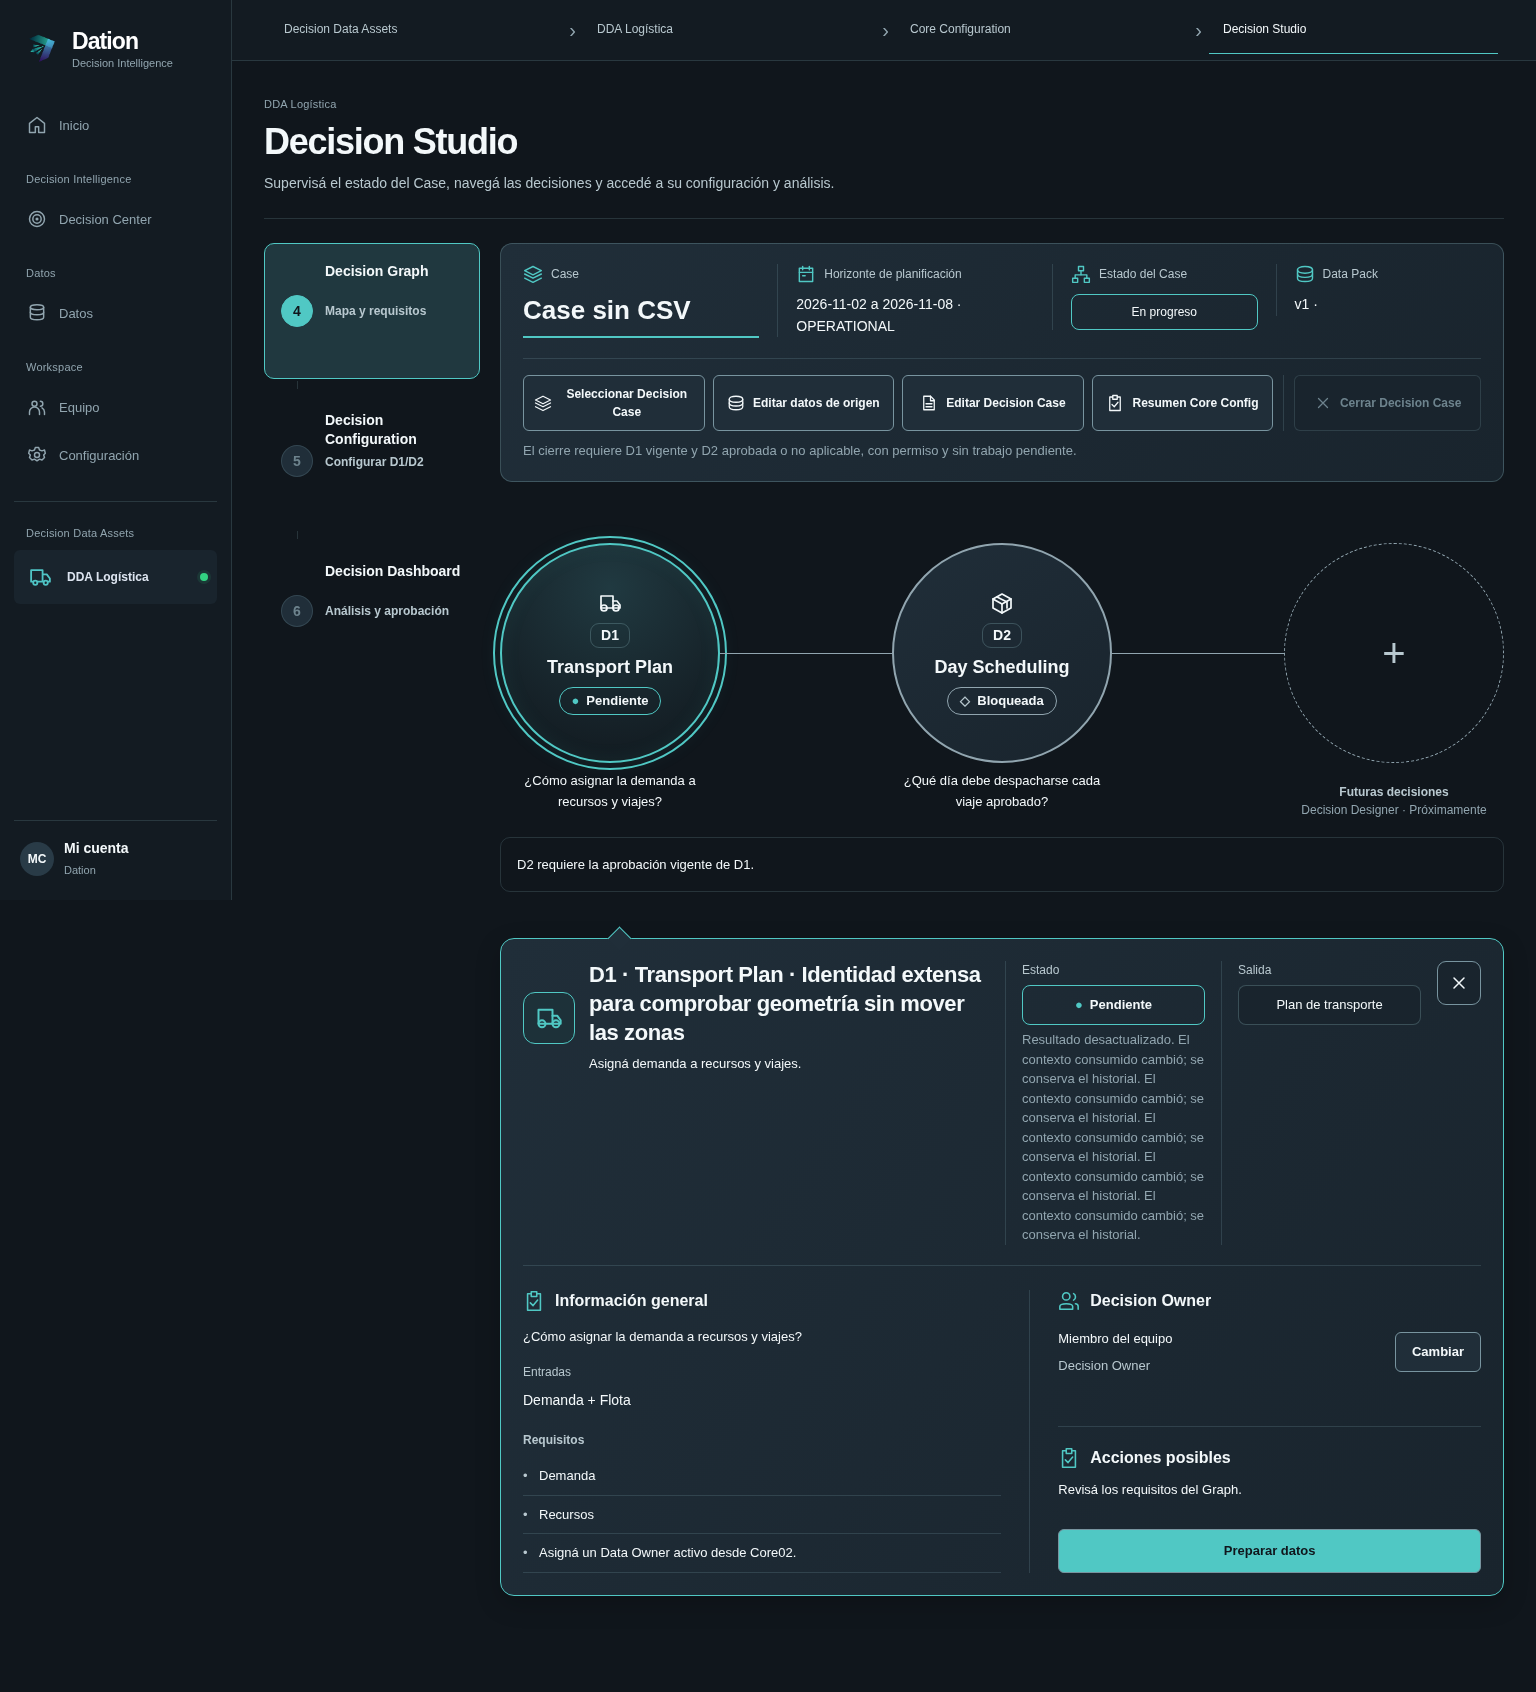 Dation
Decision Intelligence
Inicio
Decision Intelligence
Decision Center
Datos
Datos
Workspace
Equipo
Configuración
Decision Data Assets
DDA Logística
MC
Mi cuenta
Dation
Decision Data Assets
DDA Logística
Core Configuration
Decision Studio
DDA Logística
Decision Studio
Supervisá el estado del Case, navegá las decisiones y accedé a su configuración y análisis.
Decision Graph
4
Mapa y requisitos
Decision
Configuration
5
Configurar D1/D2
Decision Dashboard
6
Análisis y aprobación
Case
Case sin CSV
Horizonte de planificación
2026-11-02 a 2026-11-08 ·
OPERATIONAL
Estado del Case
En progreso
Data Pack
v1 ·
Seleccionar Decision
Case
Editar datos de origen
Editar Decision Case
Resumen Core Config
Cerrar Decision Case
El cierre requiere D1 vigente y D2 aprobada o no aplicable, con permiso y sin trabajo pendiente.
D1
Transport Plan
Pendiente
¿Cómo asignar la demanda a
recursos y viajes?
D2
Day Scheduling
Bloqueada
¿Qué día debe despacharse cada
viaje aprobado?
+
Futuras decisiones
Decision Designer · Próximamente
D2 requiere la aprobación vigente de D1.
D1 · Transport Plan · Identidad extensa
para comprobar geometría sin mover
las zonas
Asigná demanda a recursos y viajes.
Estado
Pendiente
Resultado desactualizado. El
contexto consumido cambió; se
conserva el historial. El
contexto consumido cambió; se
conserva el historial. El
contexto consumido cambió; se
conserva el historial. El
contexto consumido cambió; se
conserva el historial. El
contexto consumido cambió; se
conserva el historial.
Salida
Plan de transporte
Información general
¿Cómo asignar la demanda a recursos y viajes?
Entradas
Demanda + Flota
Requisitos
• Demanda
• Recursos
• Asigná un Data Owner activo desde Core02.
Decision Owner
Miembro del equipo
Decision Owner
Cambiar
Acciones posibles
Revisá los requisitos del Graph.
Preparar datos